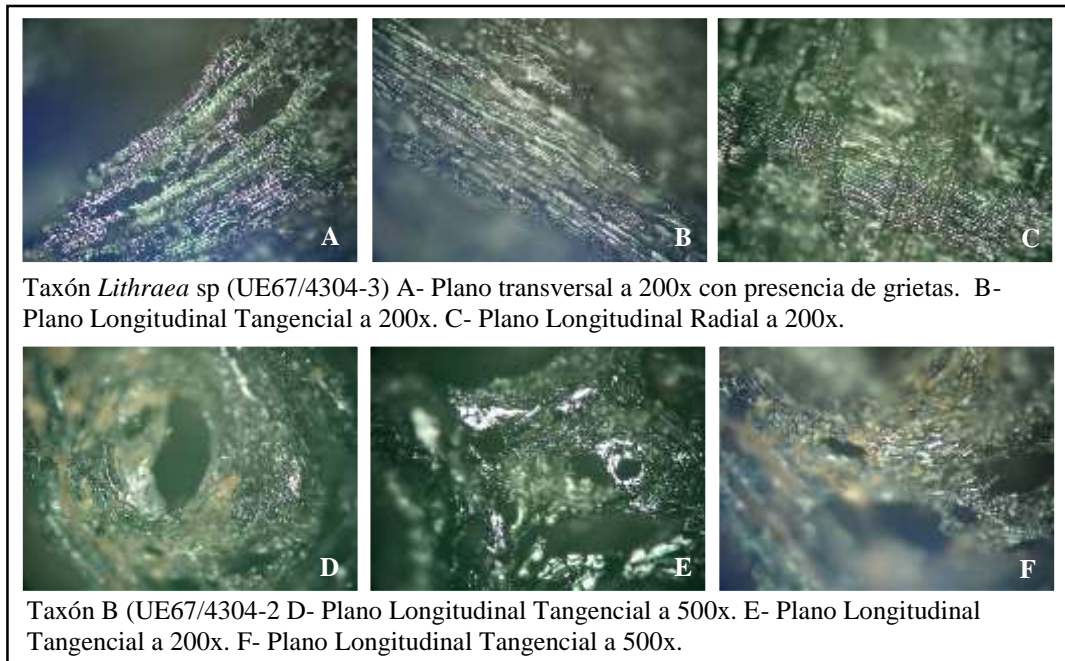 A
B
C
Taxón Lithraea sp (UE67/4304-3) A- Plano transversal a 200x con presencia de grietas. B-
Plano Longitudinal Tangencial a 200x. C- Plano Longitudinal Radial a 200x.
D
E
F
Taxón B (UE67/4304-2 D- Plano Longitudinal Tangencial a 500x. E- Plano Longitudinal
Tangencial a 200x. F- Plano Longitudinal Tangencial a 500x.